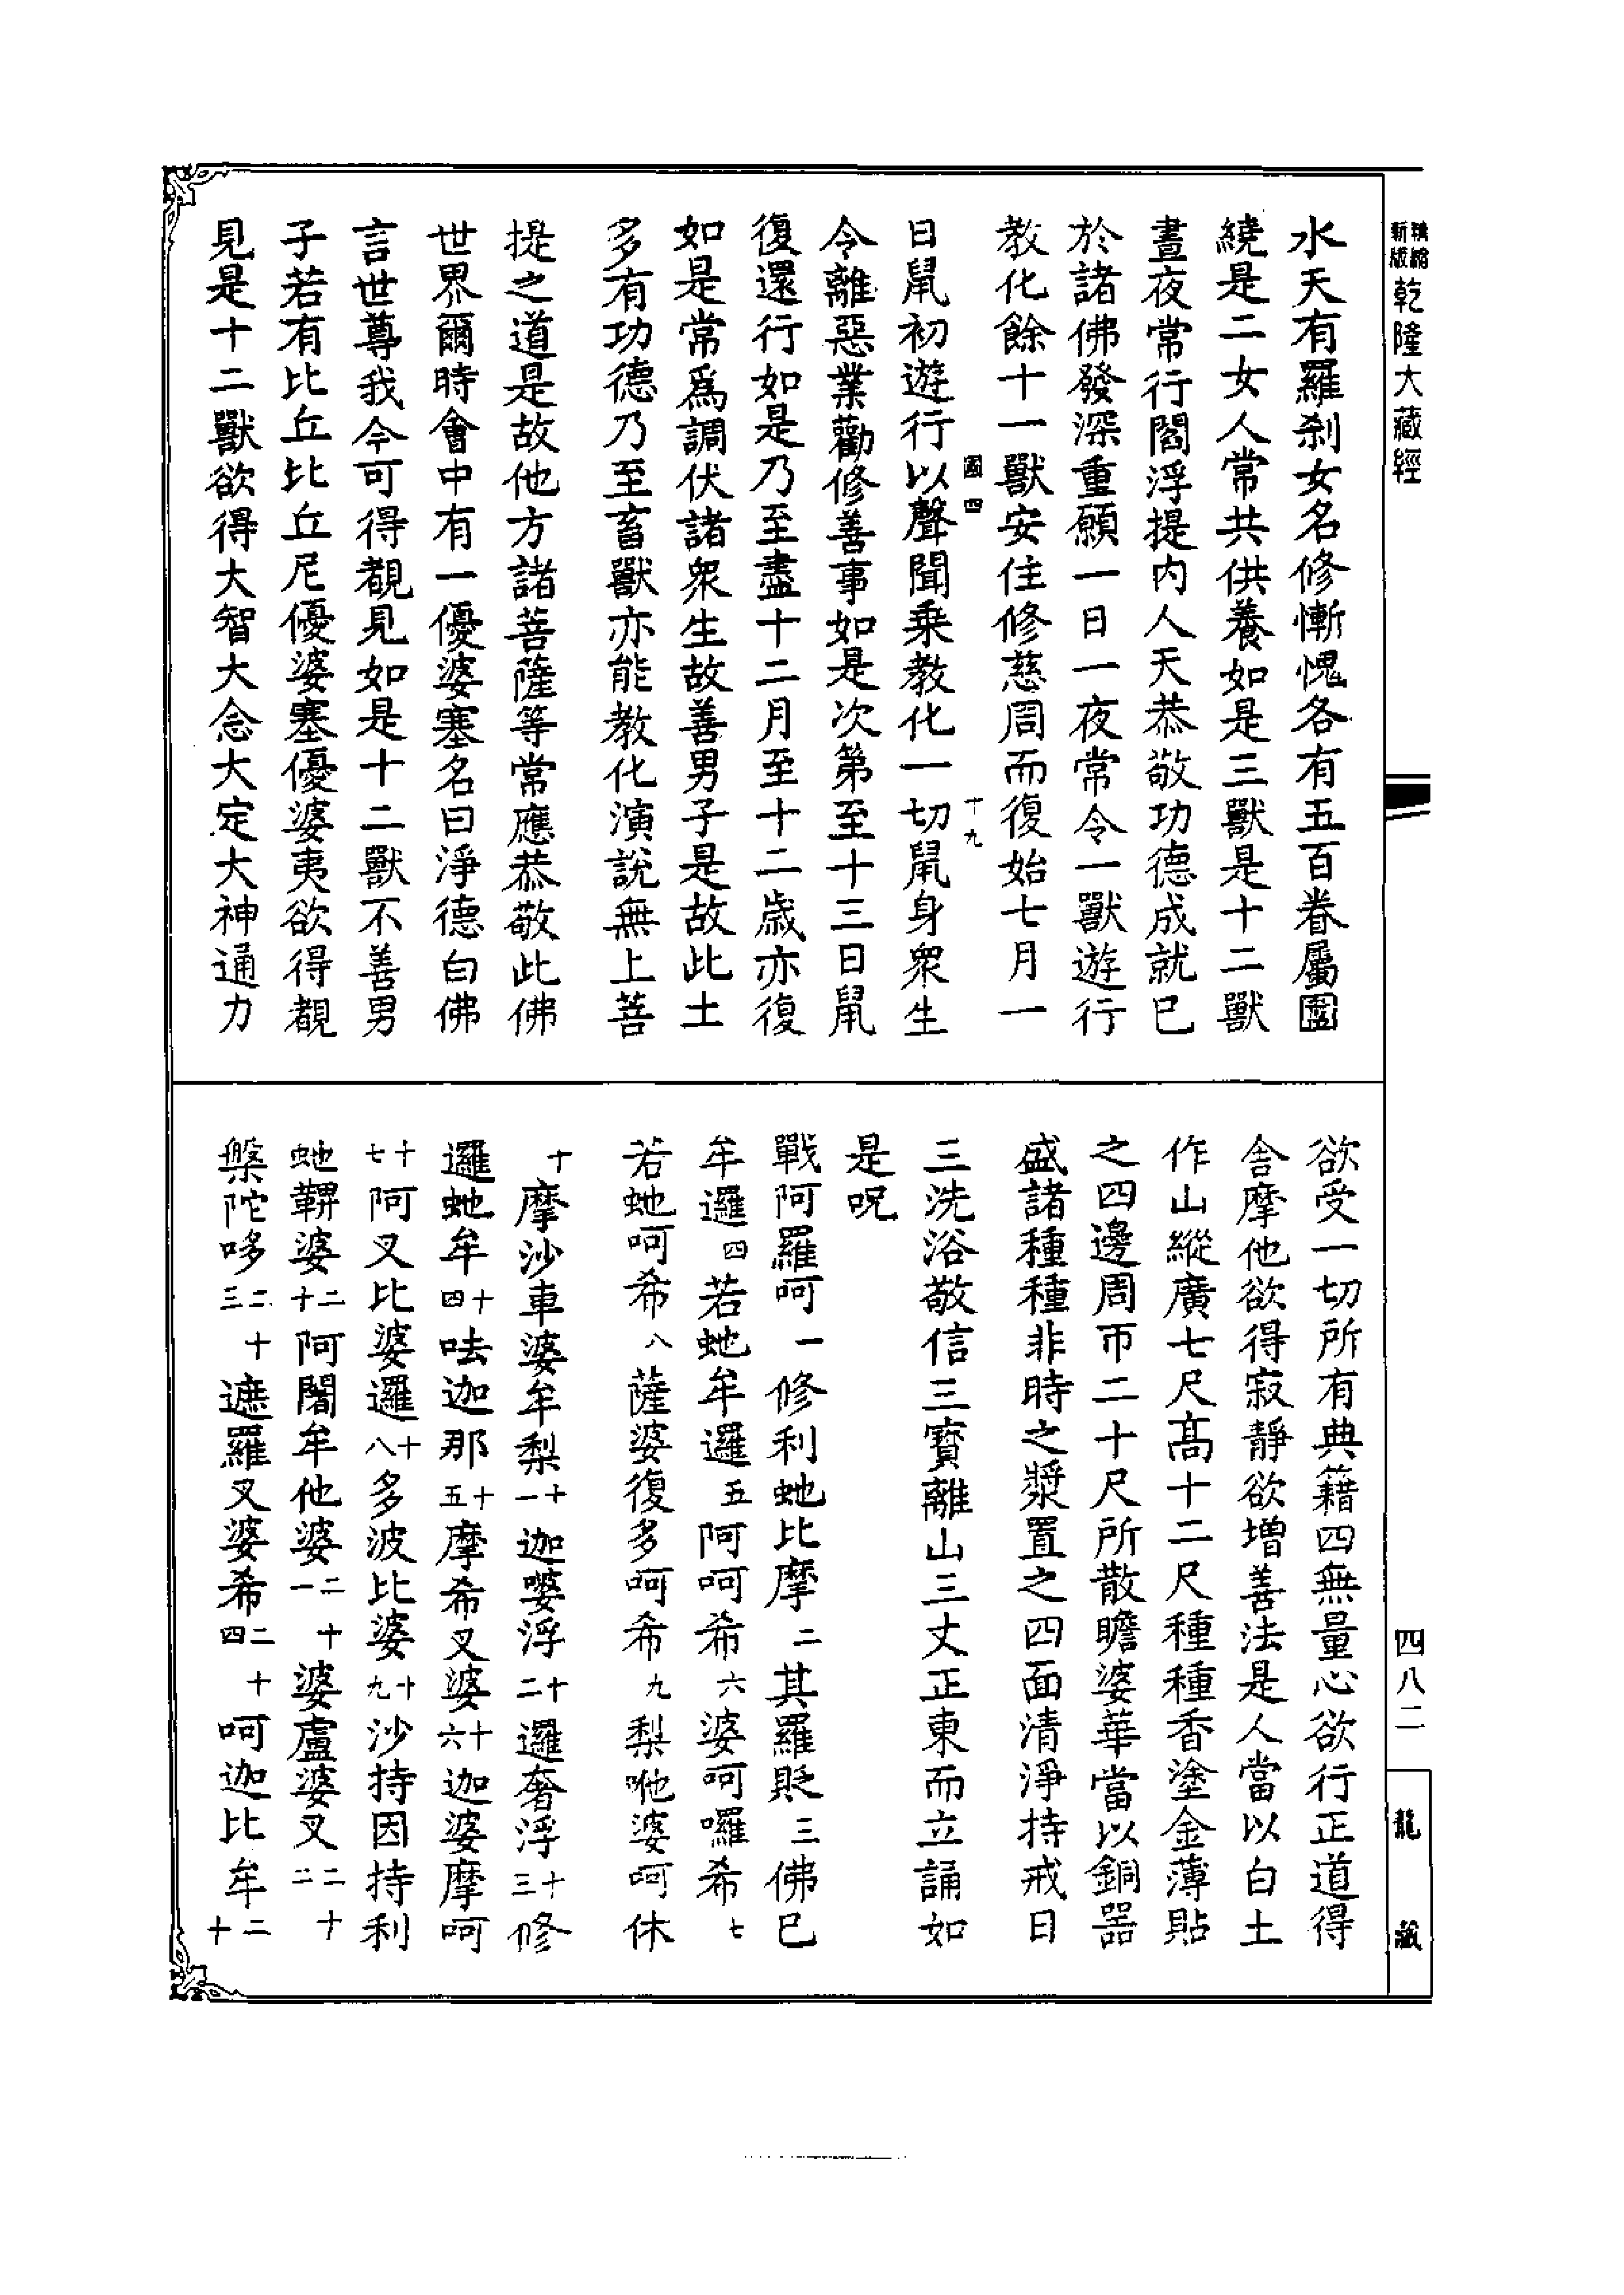 乾隆大藏經
水天有羅刹女名修慚愧各有五百眷屬圍
繞是二女人常共供養如是三獸是十二獸
晝夜常行閻浮提内人天恭敬功德成就已
於諸佛發深重願一日一夜常令一獸遊行
教化餘十一獸安住修慈周而復始七月一
國四 十九
日鼠初遊行以聲聞乗教化一切鼠身衆生
令離惡業勸修善事如是次第至十三日鼠
復還行如是乃至盡十二月至十二歲亦復
如是常爲調伏諸衆生故善男子是故此土
多有功德乃至畜獸亦能教化演說無上菩
提之道是故他方諸菩薩等常應恭敬此佛
世界爾時會中有一優婆塞名曰淨德白佛
言世尊我今可得覩見如是十二獸不善男
子若有比丘比丘尼優婆塞優婆夷欲得覩
見是十二獸欲得大智大念大定大神通力
欲受一切所有典籍四無量心欲行正道得
舍摩他欲得寂靜欲增善法是人當以白土
作山縱廣七尺髙十二尺種種香塗金薄貼
之四邊周帀二十尺所散瞻婆華當以銅器
盛諸種種非時之漿置之四面清淨持戒日
三洗浴敬信三寶離山三丈正東而立誦如
是呪
戰阿羅呵一修利虵比摩二其羅貶三佛巳
牟邏四若虵牟邏五阿呵希六婆呵囉希七
若虵呵希八薩婆復多呵希九梨咃婆呵休
十摩沙車婆牟梨十一迦嘙浮十二邏奢浮十三修
邏虵牟十四呿迦那十五摩希叉婆十六迦婆摩呵
十七阿叉比婆邏十八多波比婆十九沙持因持利
虵鞞婆二十阿闍牟他婆二十一婆盧婆叉二十二
槃陀哆二十三遮羅叉婆希二十四呵迦比牟二十
四八二
龍藏